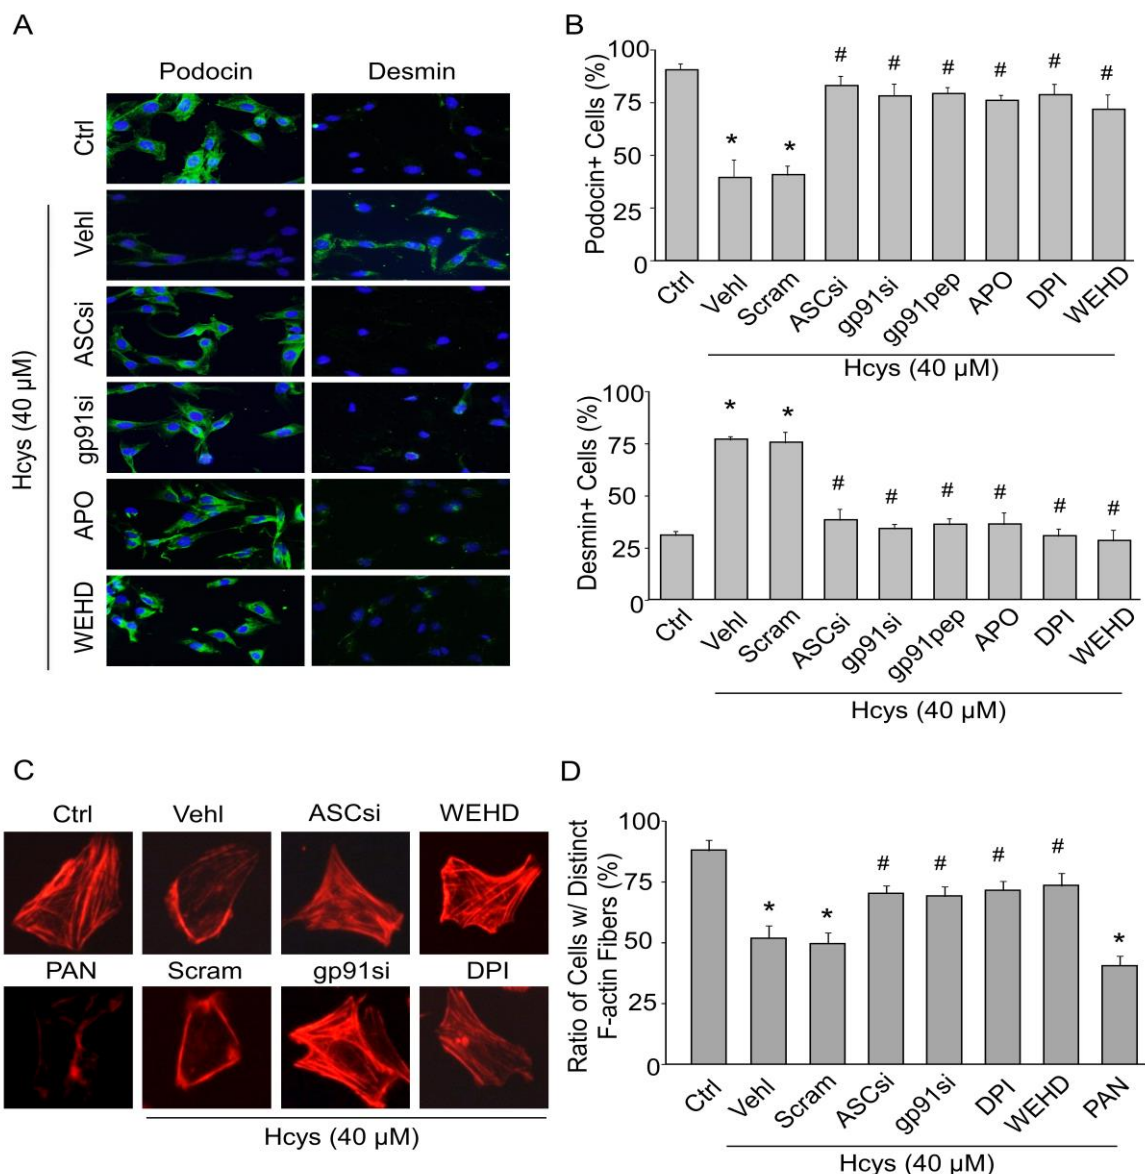 A
Podocin Desmin
Ctrl
Vehl
ASCsi
gp91si
APO
WEHD
Hcys (40 µM)
B
Podocin+ Cells (%)
100
75
50
25
0
* * # # # # # #
Ctrl Vehl Scram ASCsi gp91si gp91pep APO DPI WEHD
Hcys (40 µM)
Desmin+ Cells (%)
100
75
50
25
0
* * # # # # # #
Ctrl Vehl Scram ASCsi gp91si gp91pep APO DPI WEHD
Hcys (40 µM)
C
Ctrl Vehl ASCsi WEHD
PAN Scram gp91si DPI
Hcys (40 µM)
D
Ratio of Cells w/ Distinct
F-actin Fibers (%)
100
75
50
25
0
* * # # # # *
Ctrl Vehl Scram ASCsi gp91si DPI WEHD PAN
Hcys (40 µM)